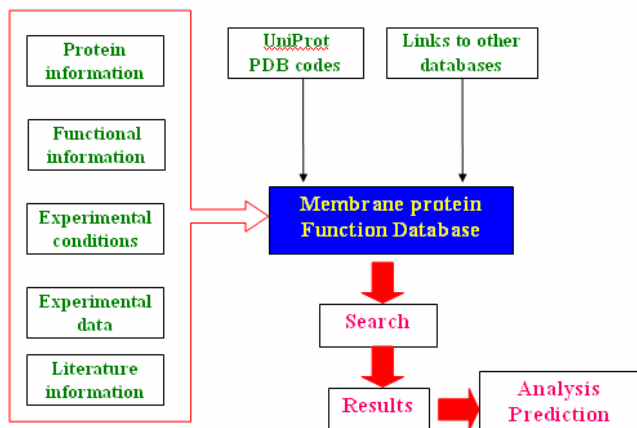 Protein
information
Functional
information
Experimental
conditions
Experimental
data
Literature
information
UniProt
PDB codes
Links to other
databases
Membrane protein
Function Database
Search
Results
Analysis
Prediction